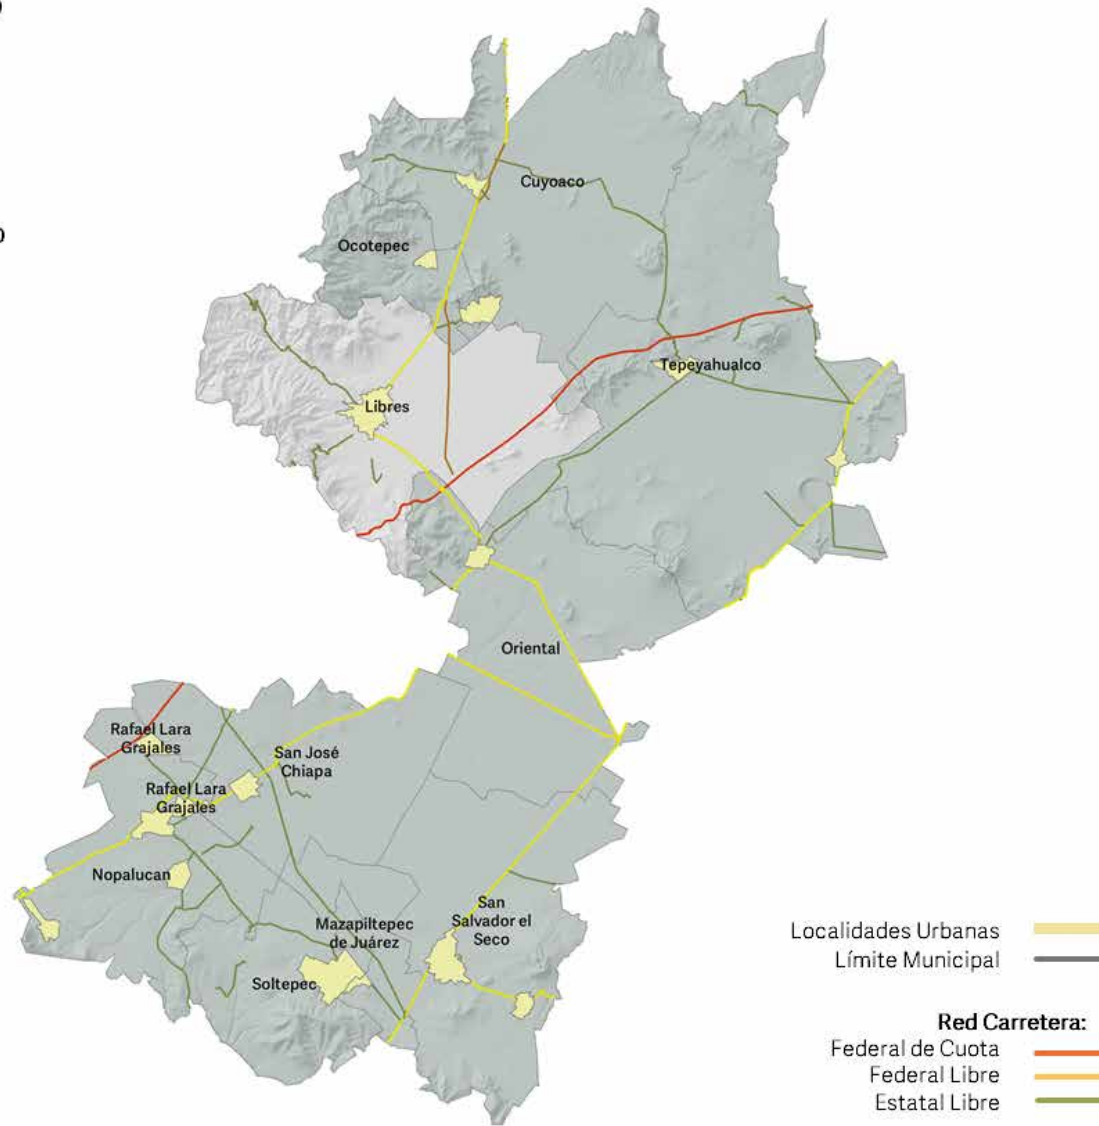 Cuyoaco
Ocotepec
Tepeyahualco
Libres
Oriental
Rafael Lara
Grajales
San José
Chiapa
Rafael Lara
Grajales
Nopalucan
San
Salvador el
Seco
Mazapiltepec
de Juárez
Soltepec
Localidades Urbanas
Límite Municipal
Red Carretera:
Federal de Cuota
Federal Libre
Estatal Libre